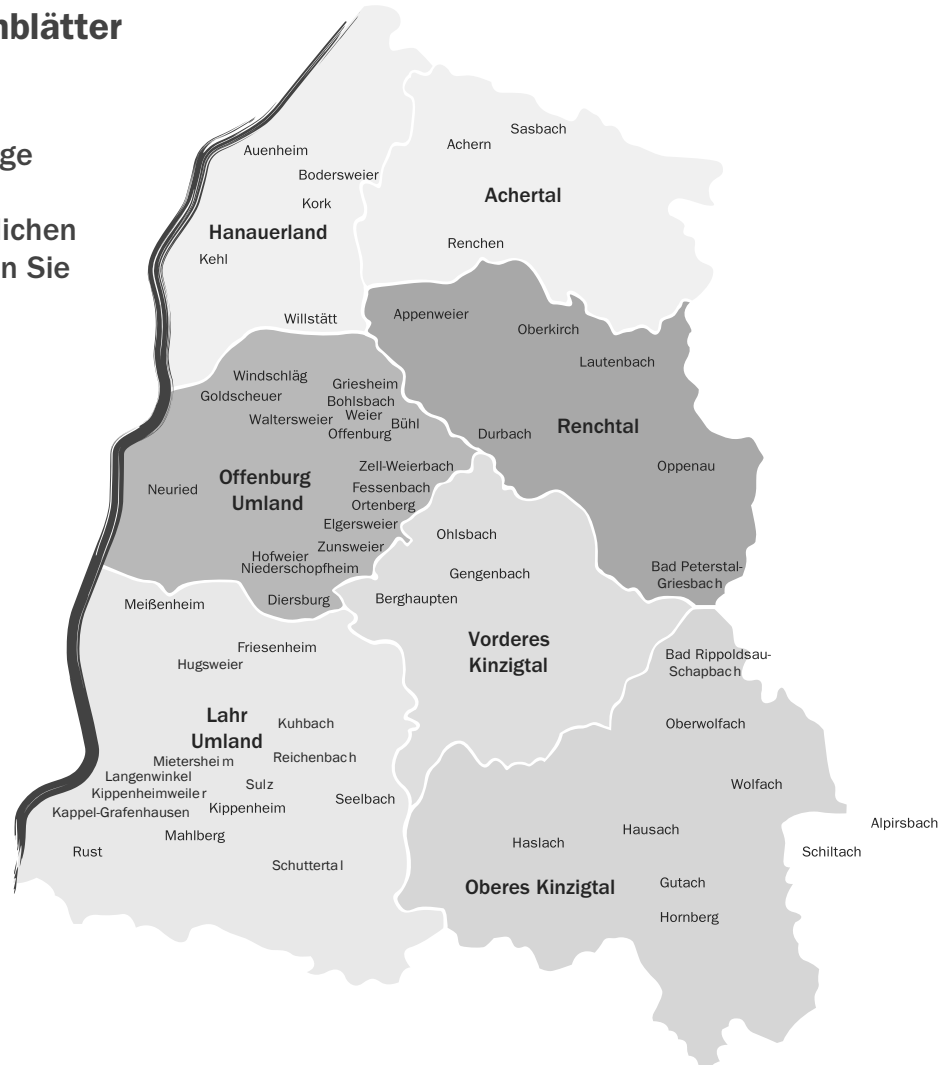 nblätter
ge
lichen
n Sie
Sasbach
Achern
Auenheim
Bodersweier
Achertal
Kork
Hanauerland
Renchen
Kehl
Appenweier
Willstätt
Oberkirch
Lautenbach
Windschläg
Griesheim
Goldscheuer
Bohlsbach
Weier
Waltersweier
Bühl
Offenburg
Durbach
Renchtal
Zell-Weierbach
Oppenau
Offenburg
Umland
Neuried
Fessenbach
Ortenberg
Elgersweier
Ohlsbach
Zunsweier
Hofweier
Niederschopfheim
Gengenbach
Bad Peterstal-
Griesbach
Diersburg
Berghaupten
Meißenheim
Vorderes
Kinzigtal
Friesenheim
Hugsweier
Bad Rippoldsau-
Schapbach
Lahr
Umland
Kuhbach
Oberwolfach
Mietersheim
Reichenbach
Langenwinkel
Sulz
Wolfach
Kippenheimweiler
Seelbach
Kappel-Grafenhausen
Kippenheim
Alpirsbach
Mahlberg
Hausach
Haslach
Rust
Schiltach
Schuttertal
Oberes Kinzigtal
Gutach
Hornberg